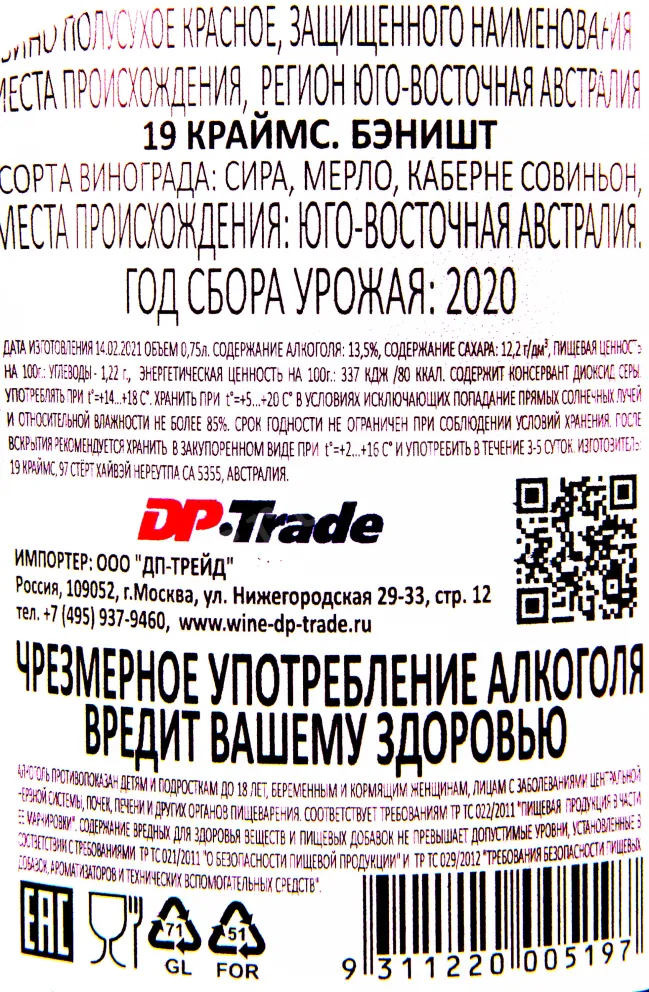 ВИНО ПОЛУСУХОЕ КРАСНОЕ, ЗАЩИЩЕННОГО НАИМЕНОВАНИЯ
МЕСТА ПРОИСХОЖДЕНИЯ, РЕГИОН ЮГО-ВОСТОЧНАЯ АВСТРАЛИЯ
19 КРАЙМС. БЭНИШТ
СОРТА ВИНОГРАДА: СИРА, МЕРЛО, КАБЕРНЕ СОВИНЬОН,
МЕСТА ПРОИСХОЖДЕНИЯ: ЮГО-ВОСТОЧНАЯ АВСТРАЛИЯ.
ГОД СБОРА УРОЖАЯ: 2020
ДАТА ИЗГОТОВЛЕНИЯ 14.02.2021 ОБЪЕМ 0,75л. СОДЕРЖАНИЕ АЛКОГОЛЯ: 13,5%, СОДЕРЖАНИЕ САХАРА: 12,2 г/дм³, ПИЩЕВАЯ ЦЕННОСТЬ
НА 100г.: УГЛЕВОДЫ- 1,22 г., ЭНЕРГЕТИЧЕСКАЯ ЦЕННОСТЬ НА 100г.: 337 КДЖ /80 ККАЛ. СОДЕРЖИТ КОНСЕРВАНТ ДИОКСИД СЕРЫ.
УПОТРЕБЛЯТЬ ПРИ t°=+14...+18 C°. ХРАНИТЬ ПРИ t°=+5...+20 C° В УСЛОВИЯХ ИСКЛЮЧАЮЩИХ ПОПАДАНИЕ ПРЯМЫХ СОЛНЕЧНЫХ ЛУЧЕЙ
И ОТНОСИТЕЛЬНОЙ ВЛАЖНОСТИ НЕ БОЛЕЕ 85%. СРОК ГОДНОСТИ НЕ ОГРАНИЧЕН ПРИ СОБЛЮДЕНИИ УСЛОВИЙ ХРАНЕНИЯ. ПОСЛЕ
ВСКРЫТИЯ РЕКОМЕНДУЕТСЯ ХРАНИТЬ В ЗАКУПОРЕННОМ ВИДЕ ПРИ t°=+2...+16 C° И УПОТРЕБИТЬ В ТЕЧЕНИЕ 3-5 СУТОК. ИЗГОТОВИТЕЛЬ:
19 КРАЙМС, 97 СТЁРТ ХАЙВЭЙ НЕРЕУТПА СА 5355, АВСТРАЛИЯ.
DP·Trade
ИМПОРТЕР: ООО "ДП-ТРЕЙД"
Россия, 109052, г.Москва, ул. Нижегородская 29-33, стр. 12
тел. +7 (495) 937-9460, www.wine-dp-trade.ru
ЧРЕЗМЕРНОЕ УПОТРЕБЛЕНИЕ АЛКОГОЛЯ
ВРЕДИТ ВАШЕМУ ЗДОРОВЬЮ
АЛКОГОЛЬ ПРОТИВОПОКАЗАН ДЕТЯМ И ПОДРОСТКАМ ДО 18 ЛЕТ, БЕРЕМЕННЫМ И КОРМЯЩИМ ЖЕНЩИНАМ, ЛИЦАМ С ЗАБОЛЕВАНИЯМИ ЦЕНТРАЛЬНОЙ
НЕРВНОЙ СИСТЕМЫ, ПОЧЕК, ПЕЧЕНИ И ДРУГИХ ОРГАНОВ ПИЩЕВАРЕНИЯ. СООТВЕТСТВУЕТ ТРЕБОВАНИЯМ ТР ТС 022/2011 "ПИЩЕВАЯ ПРОДУКЦИЯ В ЧАСТИ
ЕЕ МАРКИРОВКИ". СОДЕРЖАНИЕ ВРЕДНЫХ ДЛЯ ЗДОРОВЬЯ ВЕЩЕСТВ И ПИЩЕВЫХ ДОБАВОК НЕ ПРЕВЫШАЕТ ДОПУСТИМЫЕ УРОВНИ, УСТАНОВЛЕННЫЕ В
СООТВЕТСТВИИ С ТРЕБОВАНИЯМИ ТР ТС 021/2011 "О БЕЗОПАСНОСТИ ПИЩЕВОЙ ПРОДУКЦИИ" И ТР ТС 029/2012 "ТРЕБОВАНИЯ БЕЗОПАСНОСТИ ПИЩЕВЫХ
ДОБАВОК, АРОМАТИЗАТОРОВ И ТЕХНИЧЕСКИХ ВСПОМОГАТЕЛЬНЫХ СРЕДСТВ".
EAC
71
GL
51
FOR
9 311220 005197